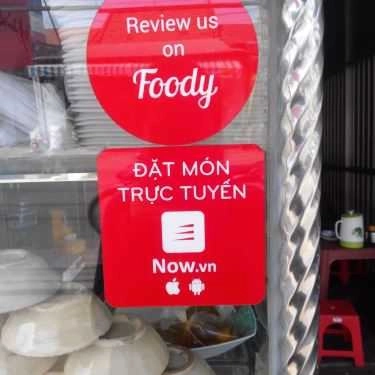 Review us
on
Foody
ĐẶT MÓN
TRỰC TUYẾN
Now.vn